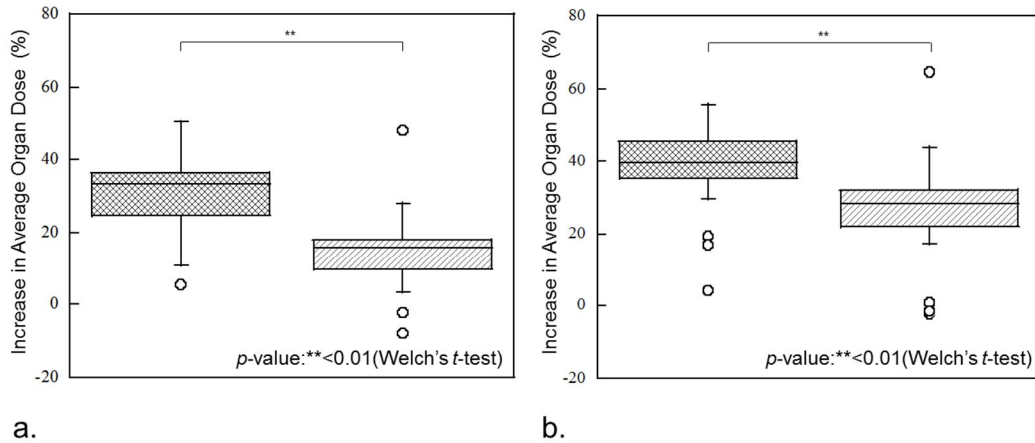 Increase in Average Organ Dose (%)
80
60
40
20
0
-20
**
p-value:**<0.01(Welch's t-test)
a.
Increase in Average Organ Dose (%)
80
60
40
20
0
-20
**
p-value:**<0.01(Welch's t-test)
b.